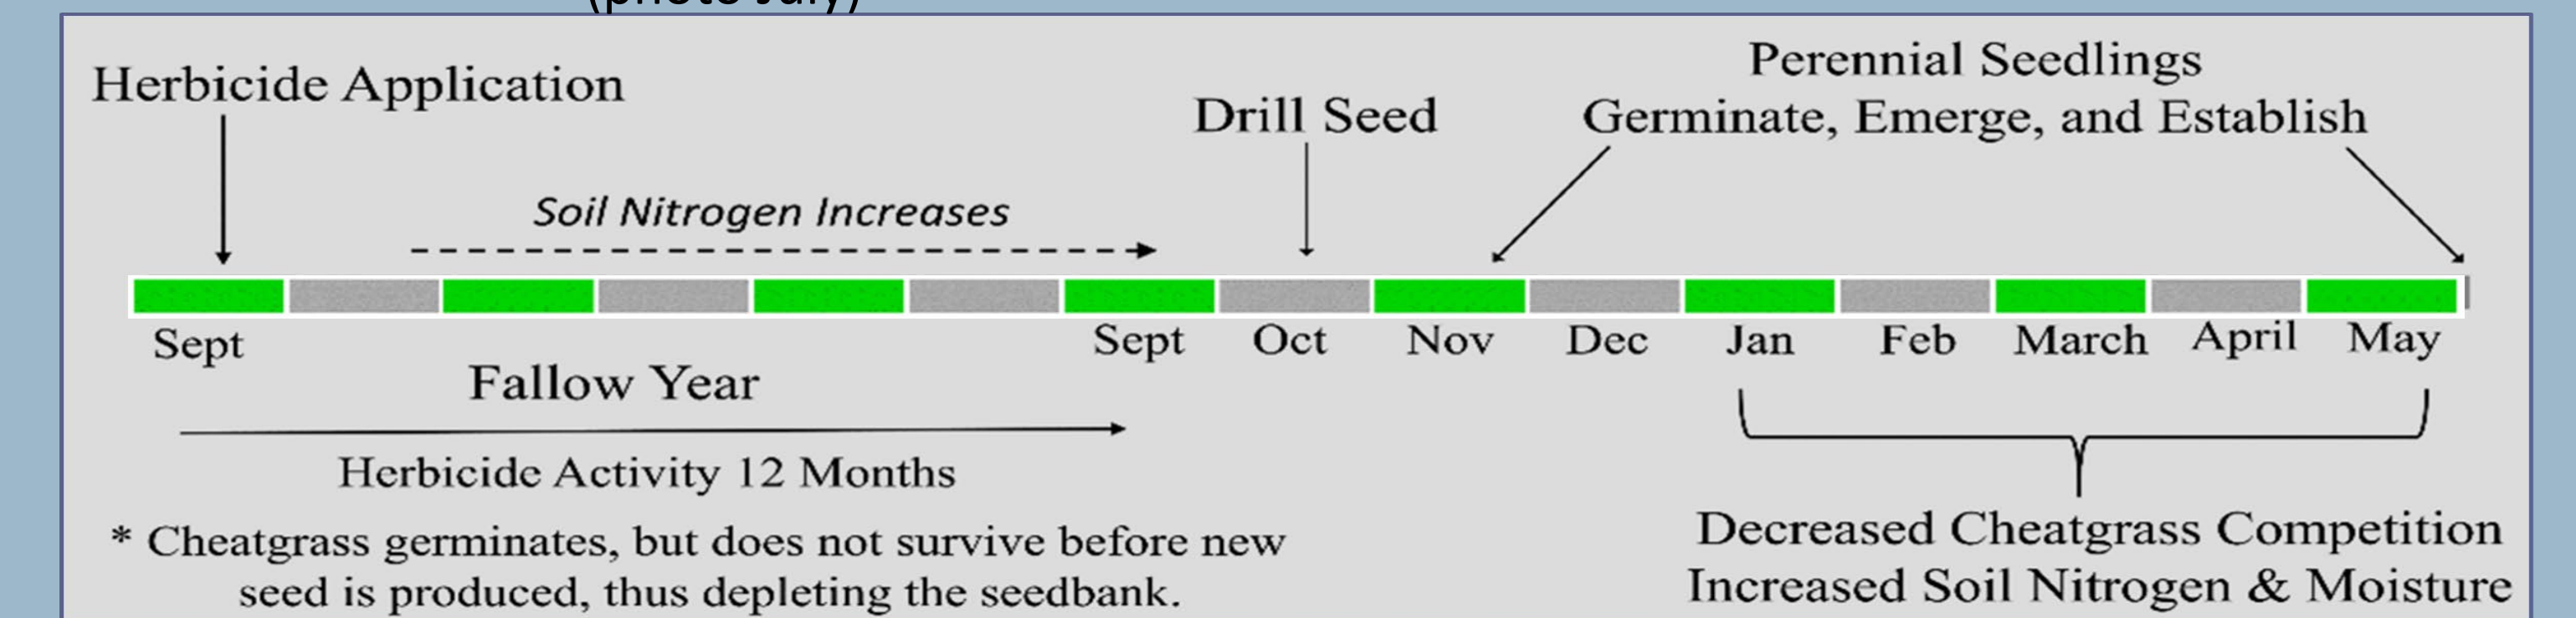 (photo July)
Herbicide Application
Perennial Seedlings
Drill Seed
Germinate, Emerge, and Establish
Soil Nitrogen Increases
Sept
Sept
Oct
Nov
Dec
Jan
Feb
March
April
May
Fallow Year
Herbicide Activity 12 Months
* Cheatgrass germinates, but does not survive before new
seed is produced, thus depleting the seedbank.
Decreased Cheatgrass Competition
Increased Soil Nitrogen & Moisture